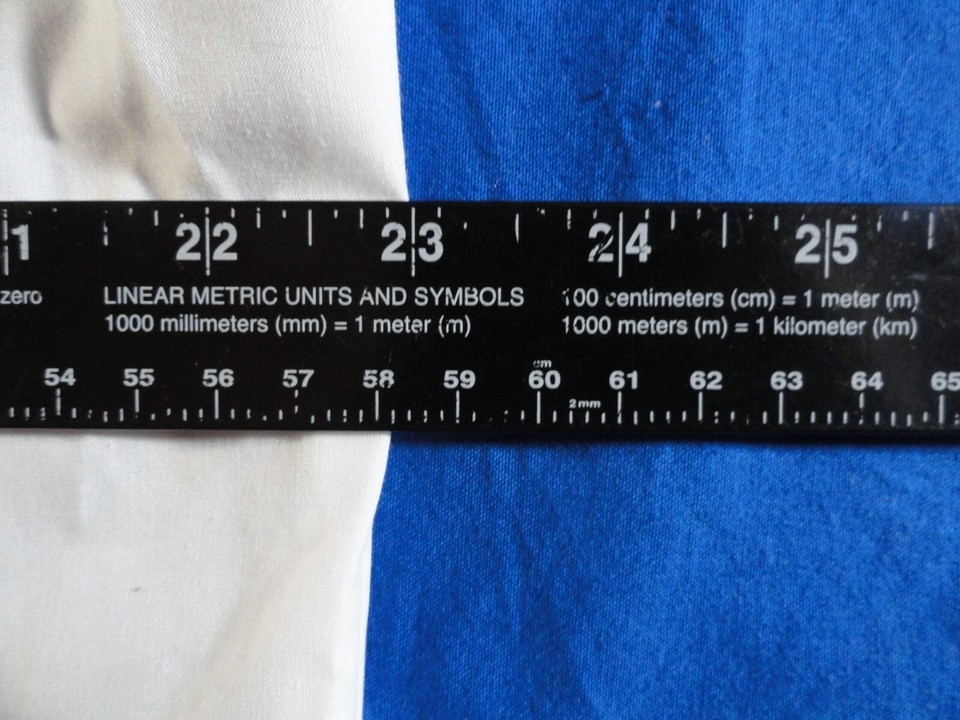 1 22 23 24 25
zero LINEAR METRIC UNITS AND SYMBOLS 100 centimeters (cm) = 1 meter (m)
1000 millimeters (mm) = 1 meter (m) 1000 meters (m) = 1 kilometer (km)
cm
54 55 56 57 58 59 60 61 62 63 64 65
2mm